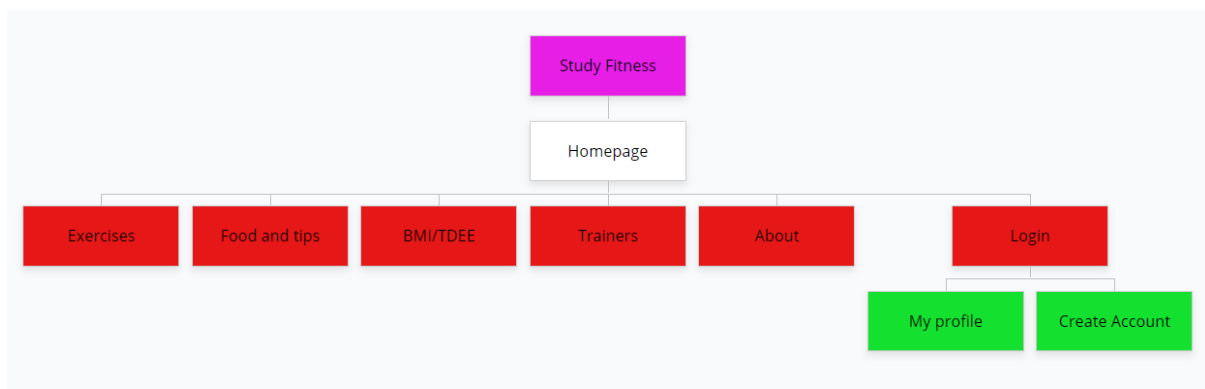 Study Fitness
Homepage
Exercises
Food and tips
BMI/TDEE
Trainers
About
Login
My profile
Create Account